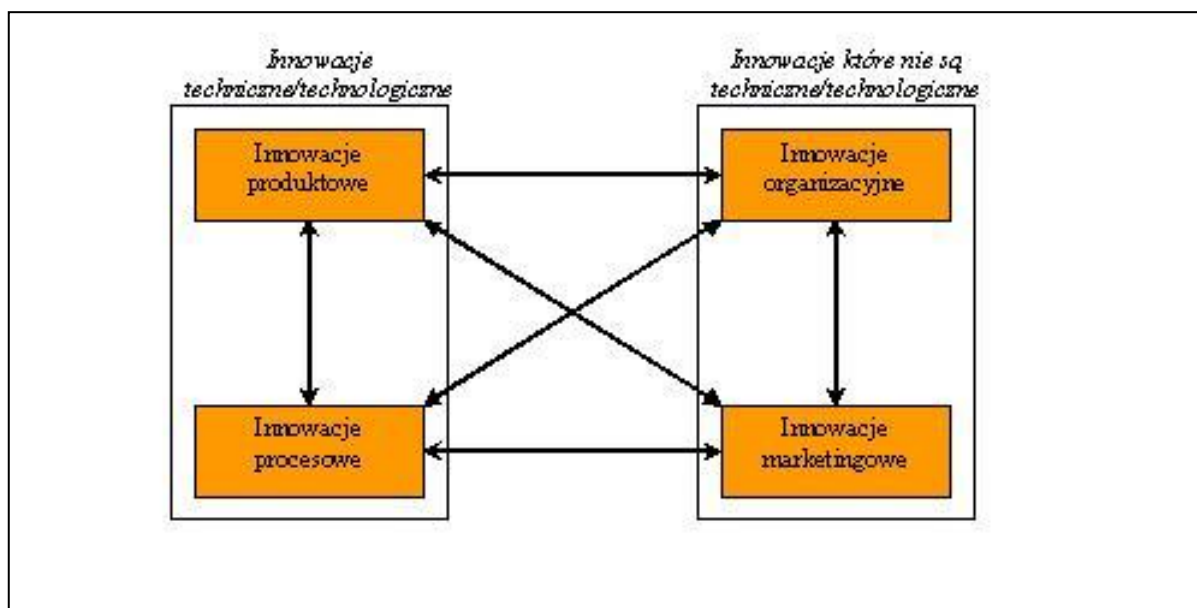 Innowacje
techniczne/technologiczne
Innowacje które nie są
techniczne/technologiczne
Innowacje
produktowe
Innowacje
organizacyjne
Innowacje
procesowe
Innowacje
marketingowe